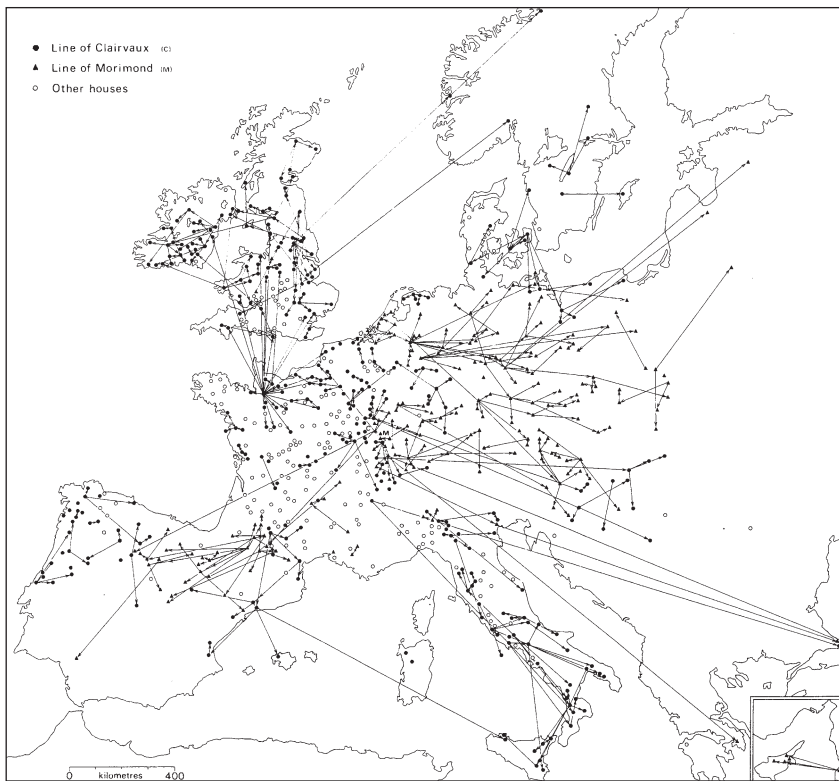 Line of Clairvaux (C)
Line of Morimond (M)
Other houses
C
M
0 kilometres 400